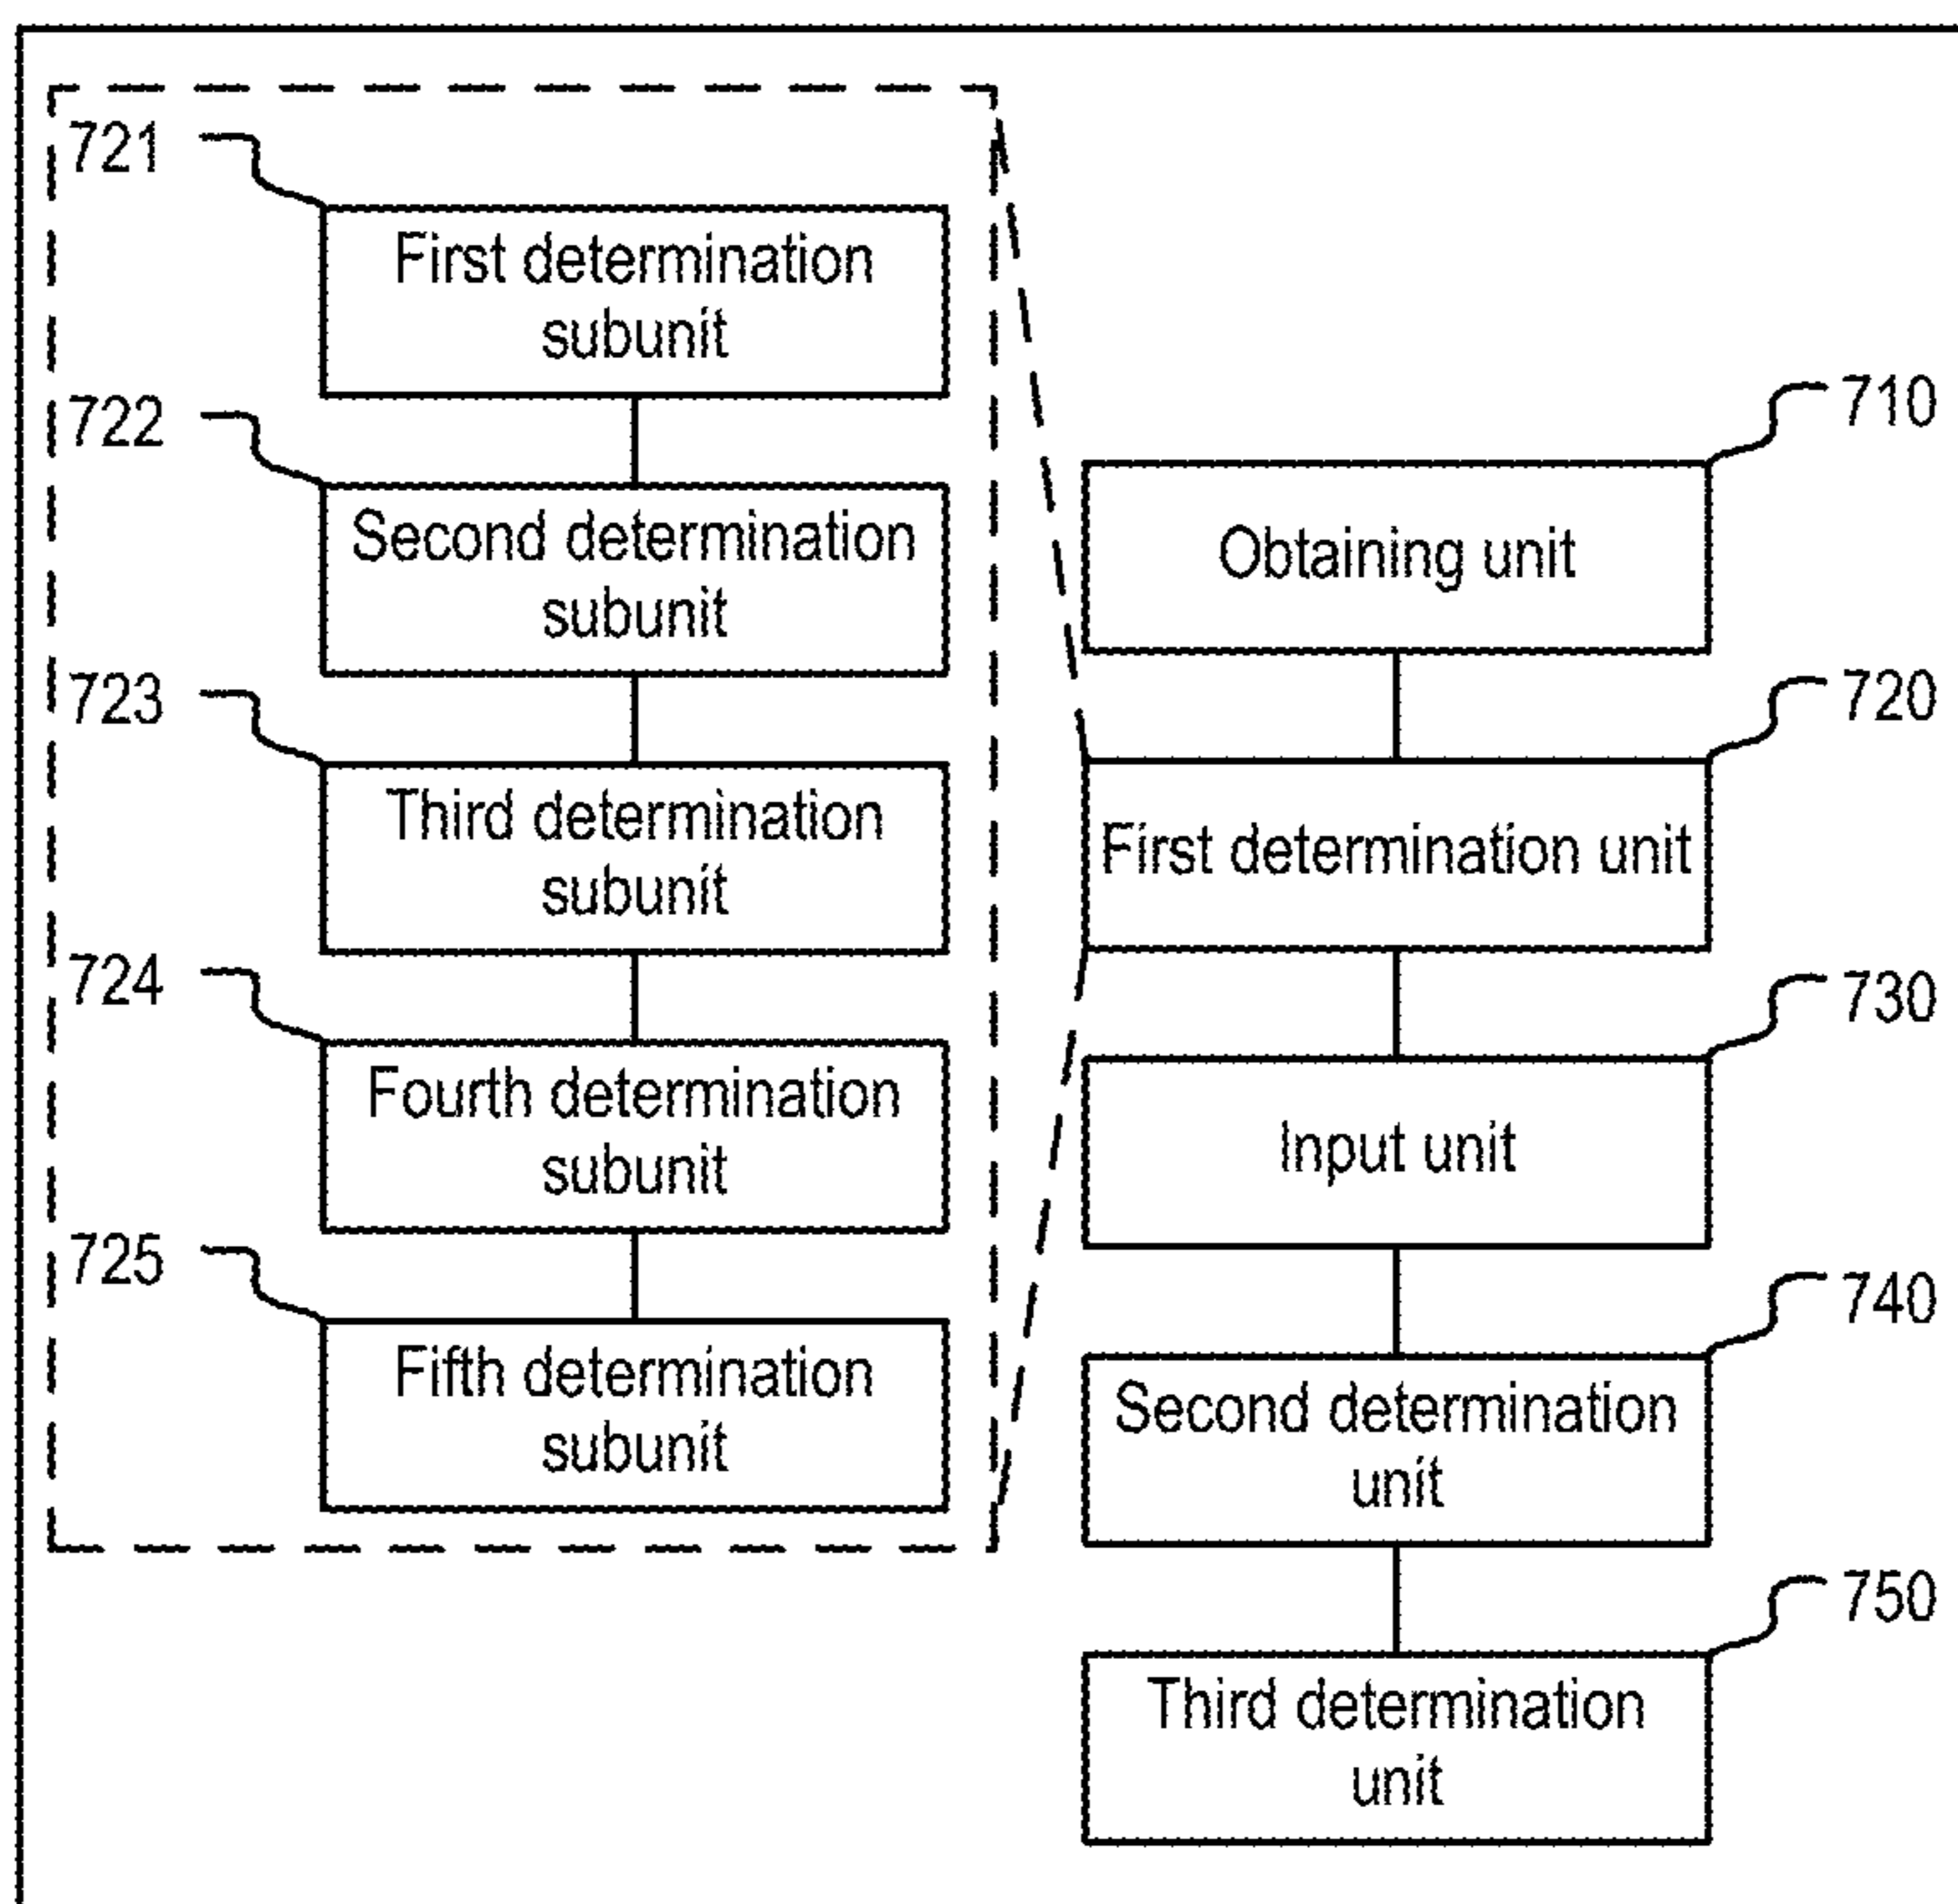 721
First determination
subunit
722
Second determination
subunit
723
Third determination
subunit
724
Fourth determination
subunit
725
Fifth determination
subunit
710
Obtaining unit
720
First determination unit
730
Input unit
740
Second determination
unit
750
Third determination
unit